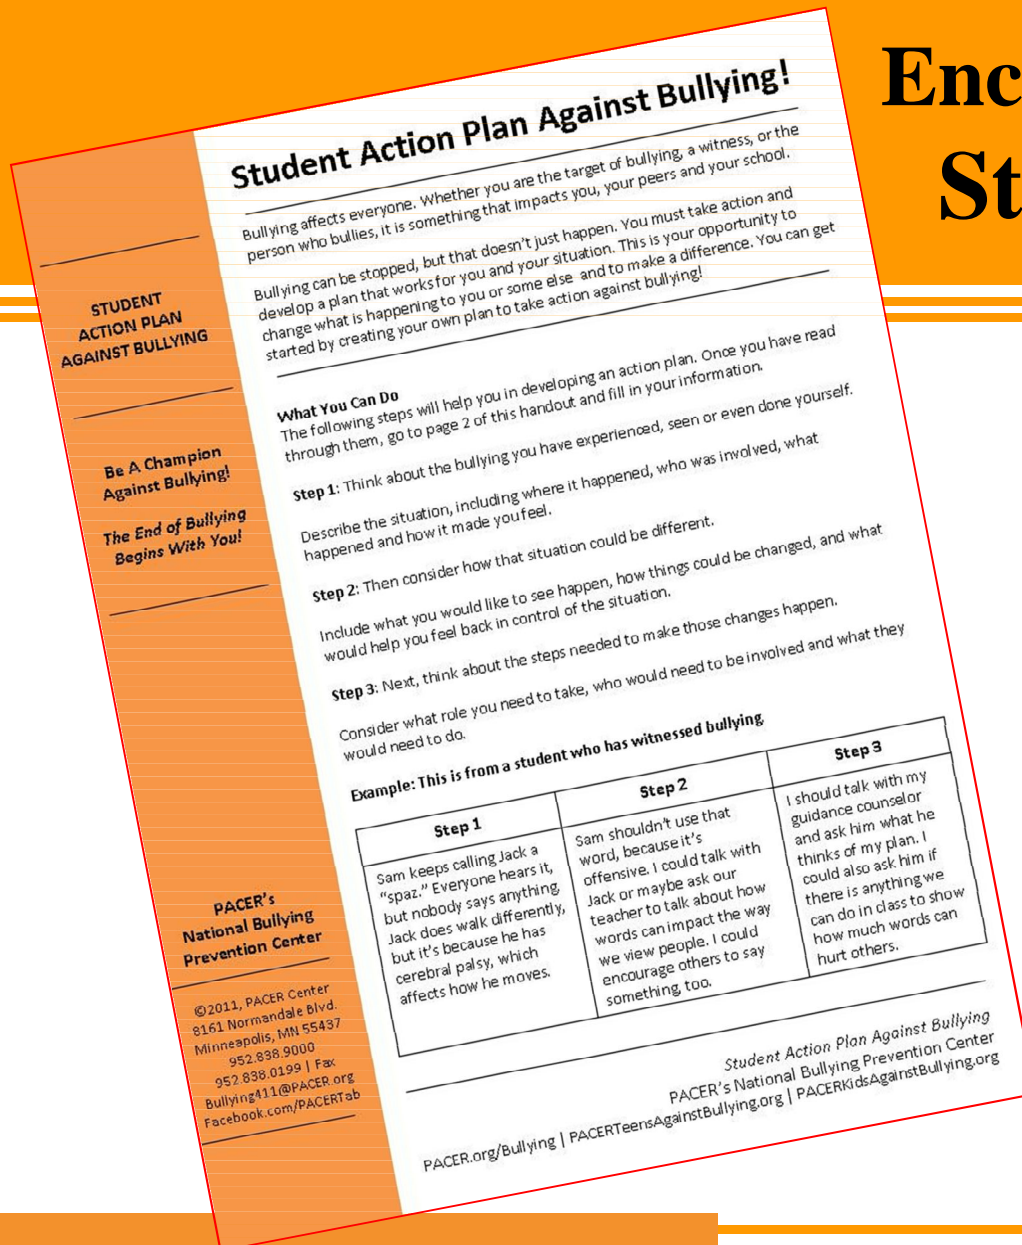 Enc
St
Student Action Plan Against Bullying!
Bullying affects everyone. Whether you are the target of bullying, a witness, or the
person who bullies, it is something that impacts you, your peers and your school.
Bullying can be stopped, but that doesn't just happen. You must take action and
develop a plan that works for you and your situation. This is your opportunity to
change what is happening to you or some else and to make a difference. You can get
started by creating your own plan to take action against bullying!
What You Can Do
The following steps will help you in developing an action plan. Once you have read
through them, go to page 2 of this handout and fill in your information.
Step 1: Think about the bullying you have experienced, seen or even done yourself.
Describe the situation, including where it happened, who was involved, what
happened and how it made you feel.
Step 2: Then consider how that situation could be different.
Include what you would like to see happen, how things could be changed, and what
would help you feel back in control of the situation.
Step 3: Next, think about the steps needed to make those changes happen.
Consider what role you need to take, who would need to be involved and what they
would need to do.
Example: This is from a student who has witnessed bullying.
Step 1
Sam keeps calling Jack a
"spaz." Everyone hears it,
but nobody says anything.
Jack does walk differently,
but it's because he has
cerebral palsy, which
affects how he moves.
Step 2
Sam shouldn't use that
word, because it's
offensive. I could talk with
Jack or maybe ask our
teacher to talk about how
words can impact the way
we view people. I could
encourage others to say
something, too.
Step 3
I should talk with my
guidance counselor
and ask him what he
thinks of my plan. I
could also ask him if
there is anything we
can do in class to show
how much words can
hurt others.
Student Action Plan Against Bullying
PACER's National Bullying Prevention Center
PACER.org/Bullying | PACERTeensAgainstBullying.org | PACERKidsAgainstBullying.org
STUDENT
ACTION PLAN
AGAINST BULLYING
Be A Champion
Against Bullying!
The End of Bullying
Begins With You!
PACER's
National Bullying
Prevention Center
©2011, PACER Center
8161 Normandale Blvd.
Minneapolis, MN 55437
952.838.9000
952.838.0199 | Fax
Bullying411@PACER.org
Facebook.com/PACERTab